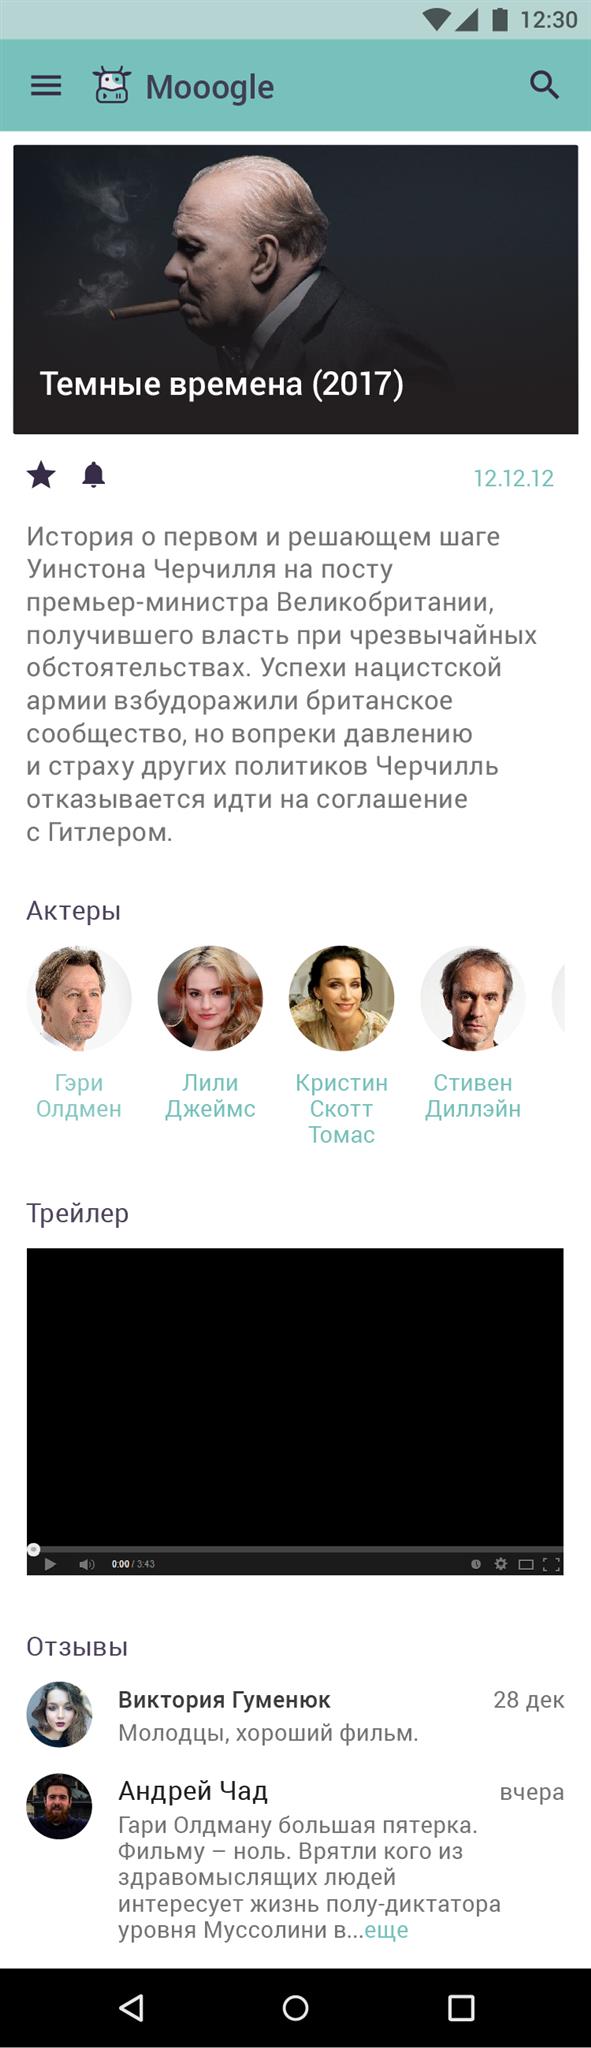 12:30
Mooogle
Темные времена (2017)
12.12.12
История о первом и решающем шаге
Уинстона Черчилля на посту
премьер-министра Великобритании,
получившего власть при чрезвычайных
обстоятельствах. Успехи нацистской
армии взбудоражили британское
сообщество, но вопреки давлению
и страху других политиков Черчилль
отказывается идти на соглашение
с Гитлером.
Актеры
Гэри
Олдмен
Лили
Джеймс
Кристин
Скотт
Томас
Стивен
Диллэйн
Трейлер
0:00 / 3:43
Отзывы
Виктория Гуменюк 28 дек
Молодцы, хороший фильм.
Андрей Чад вчера
Гари Олдману большая пятерка.
Фильму – ноль. Врятли кого из
здравомыслящих людей
интересует жизнь полу-диктатора
уровня Муссолини в...еще